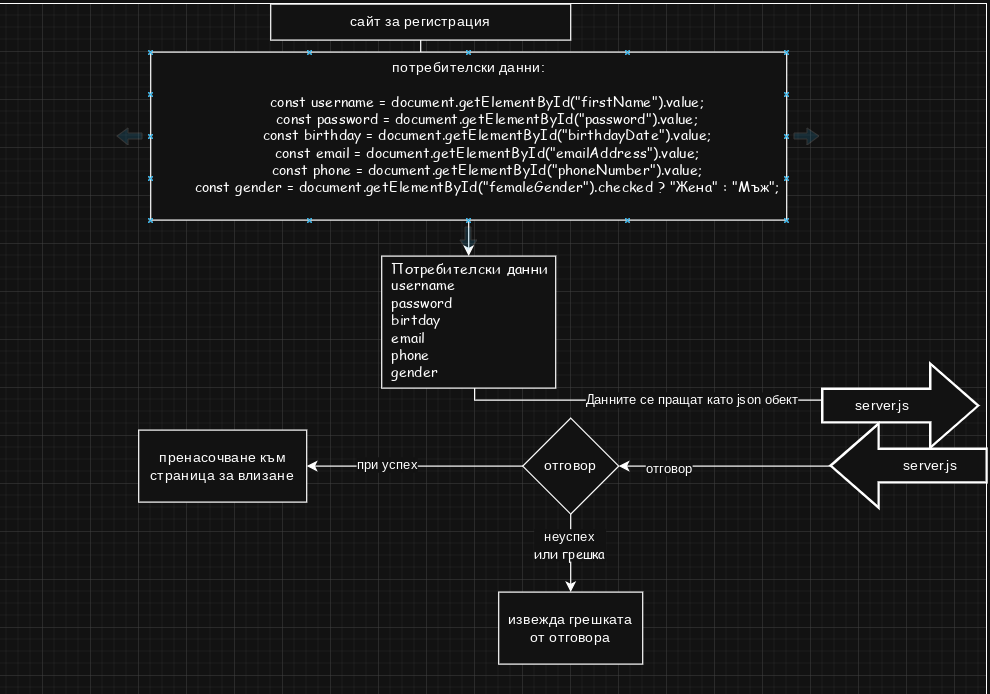 сайт за регистрация
потребителски данни:
const username = document.getElementById("firstName").value;
const password = document.getElementById("password").value;
const birthday = document.getElementById("birthdayDate").value;
const email = document.getElementById("emailAddress").value;
const phone = document.getElementById("phoneNumber").value;
const gender = document.getElementById("femaleGender").checked ? "Жена" : "Мъж";
Потребителски данни
username
password
birtday
email
phone
gender
Данните се пращат като json обект
server.js
server.js
отговор
отговор
при успех
пренасочване към
страница за влизане
неуспех
или грешка
извежда грешката
от отговора